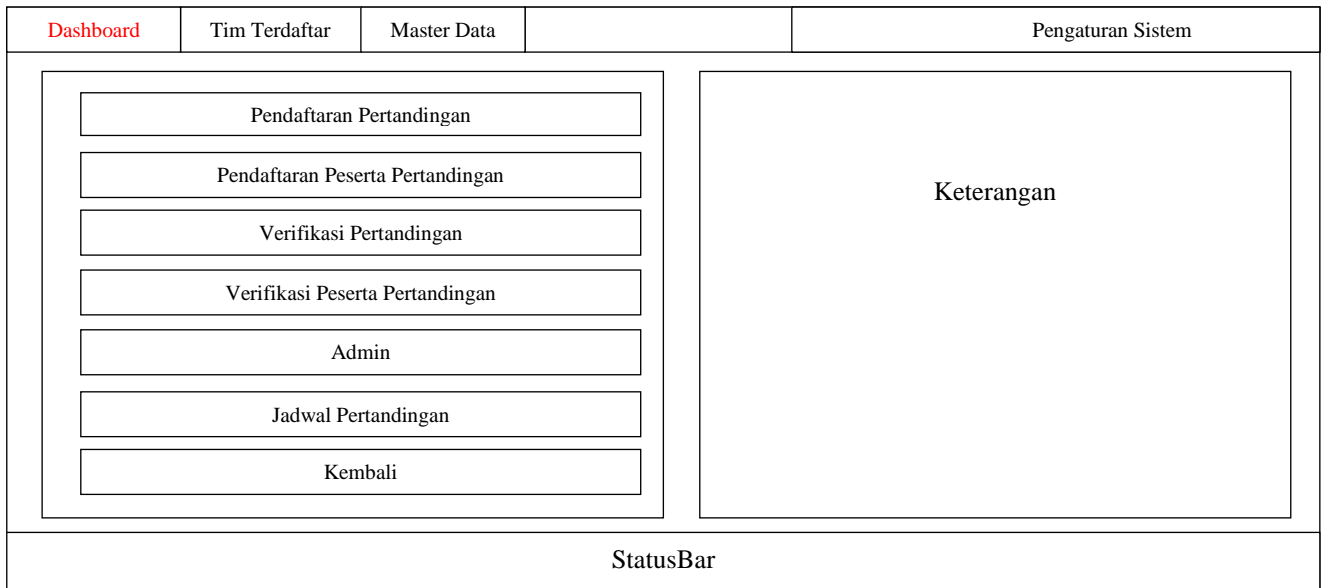 Dashboard
Tim Terdaftar
Master Data
Pengaturan Sistem
Pendaftaran Pertandingan
Pendaftaran Peserta Pertandingan
Verifikasi Pertandingan
Verifikasi Peserta Pertandingan
Admin
Jadwal Pertandingan
Kembali
Keterangan
StatusBar